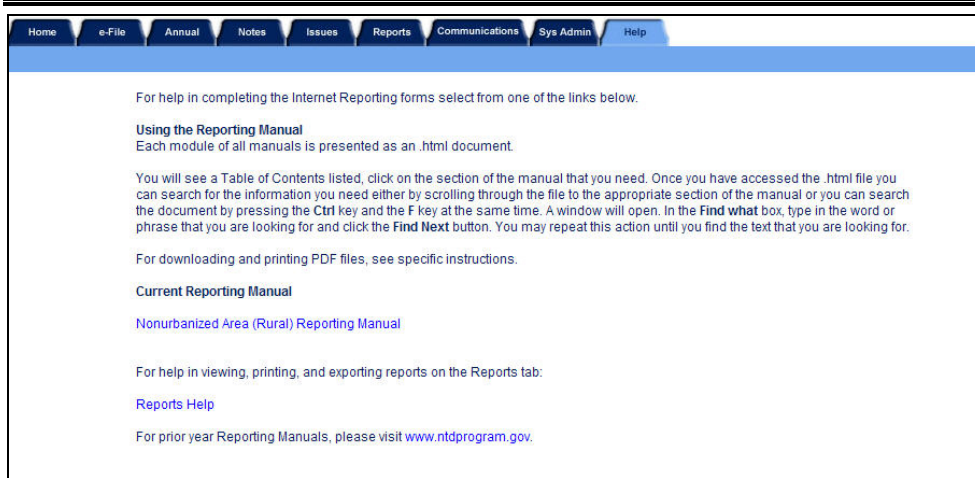 Home e-File Annual Notes Issues Reports Communications Sys Admin Help
For help in completing the Internet Reporting forms select from one of the links below.
Using the Reporting Manual
Each module of all manuals is presented as an .html document.
You will see a Table of Contents listed, click on the section of the manual that you need. Once you have accessed the .html file you
can search for the information you need either by scrolling through the file to the appropriate section of the manual or you can search
the document by pressing the Ctrl key and the F key at the same time. A window will open. In the Find what box, type in the word or
phrase that you are looking for and click the Find Next button. You may repeat this action until you find the text that you are looking for.
For downloading and printing PDF files, see specific instructions.
Current Reporting Manual
Nonurbanized Area (Rural) Reporting Manual
For help in viewing, printing, and exporting reports on the Reports tab:
Reports Help
For prior year Reporting Manuals, please visit www.ntdprogram.gov.